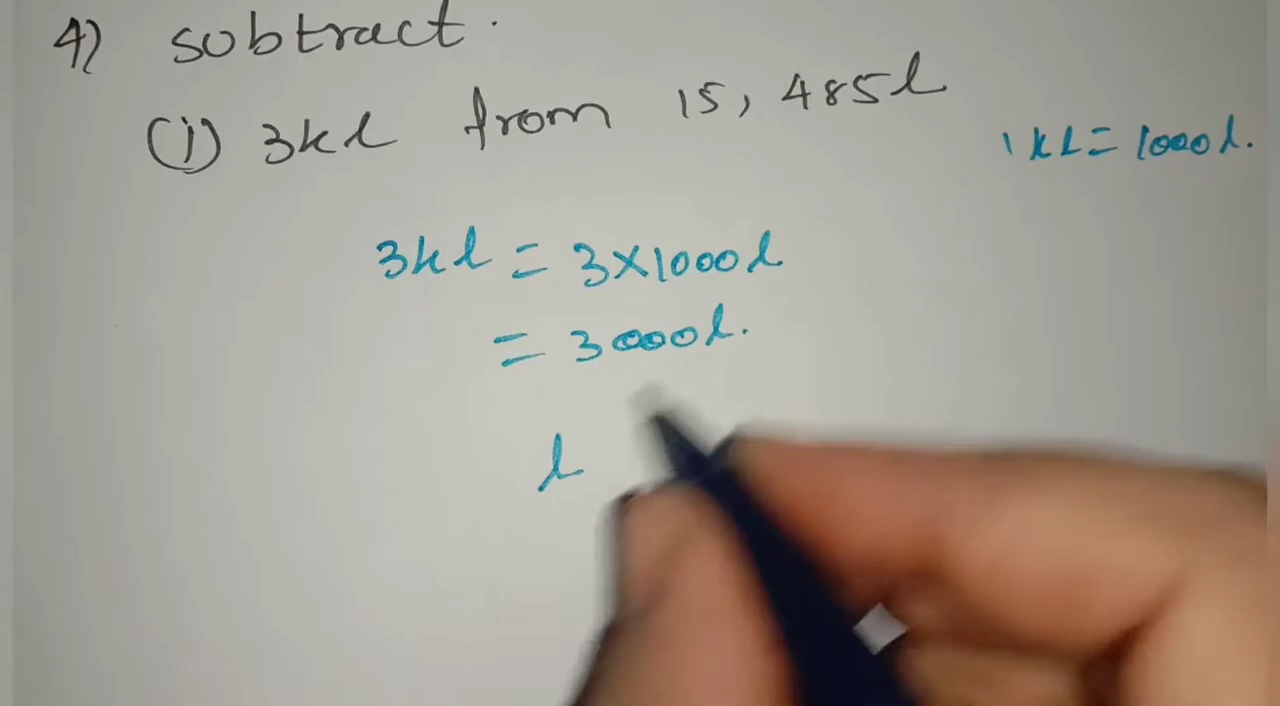 4) subtract.
(i) 3kl from 15,485l
1kL = 1000l.
3kl = 3×1000l
= 3000l.
l